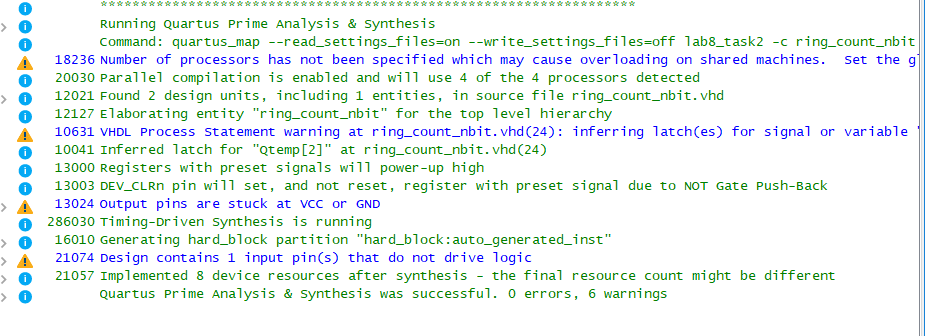 *******************************************************************
Running Quartus Prime Analysis & Synthesis
Command: quartus_map --read_settings_files=on --write_settings_files=off lab8_task2 -c ring_count_nbit
18236 Number of processors has not been specified which may cause overloading on shared machines.  Set the
20030 Parallel compilation is enabled and will use 4 of the 4 processors detected
12021 Found 2 design units, including 1 entities, in source file ring_count_nbit.vhd
12127 Elaborating entity "ring_count_nbit" for the top level hierarchy
10631 VHDL Process Statement warning at ring_count_nbit.vhd(24): inferring latch(es) for signal or variable "
10041 Inferred latch for "Qtemp[2]" at ring_count_nbit.vhd(24)
13000 Registers with preset signals will power-up high
13003 DEV_CLRn pin will set, and not reset, register with preset signal due to NOT Gate Push-Back
13024 Output pins are stuck at VCC or GND
286030 Timing-Driven Synthesis is running
16010 Generating hard_block partition "hard_block:auto_generated_inst"
21074 Design contains 1 input pin(s) that do not drive logic
21057 Implemented 8 device resources after synthesis - the final resource count might be different
Quartus Prime Analysis & Synthesis was successful. 0 errors, 6 warnings